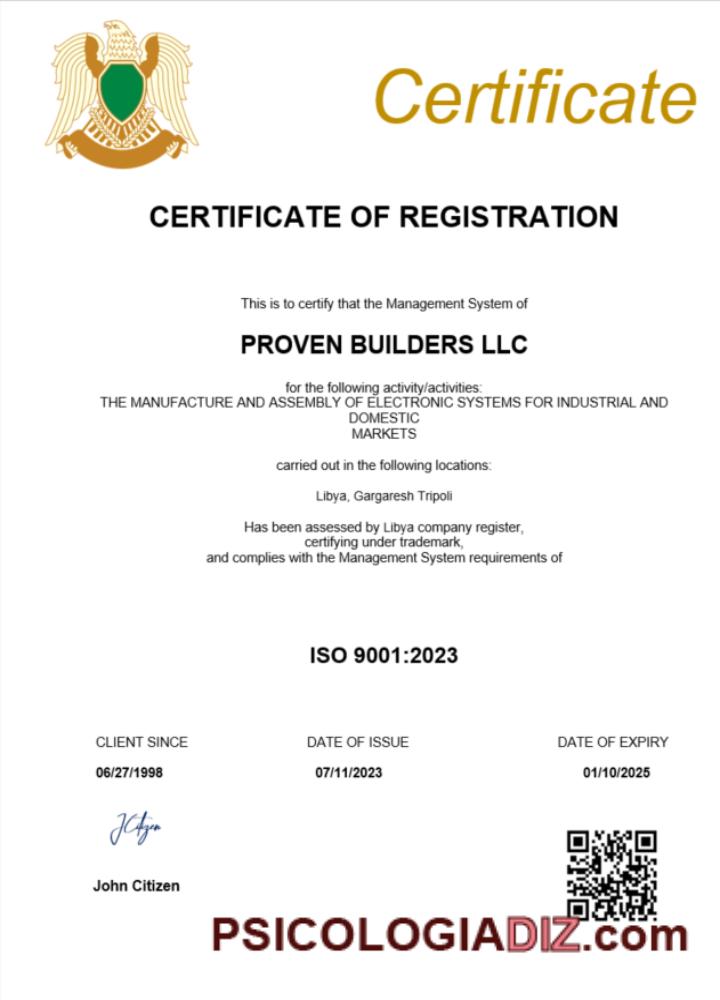 Certificate
CERTIFICATE OF REGISTRATION
This is to certify that the Management System of
PROVEN BUILDERS LLC
for the following activity/activities:
THE MANUFACTURE AND ASSEMBLY OF ELECTRONIC SYSTEMS FOR INDUSTRIAL AND
DOMESTIC
MARKETS
carried out in the following locations:
Libya, Gargaresh Tripoli
Has been assessed by Libya company register,
certifying under trademark,
and complies with the Management System requirements of
ISO 9001:2023
CLIENT SINCE DATE OF ISSUE DATE OF EXPIRY
06/27/1998 07/11/2023 01/10/2025
JCitizen
John Citizen
PSICOLOGIADIZ.com